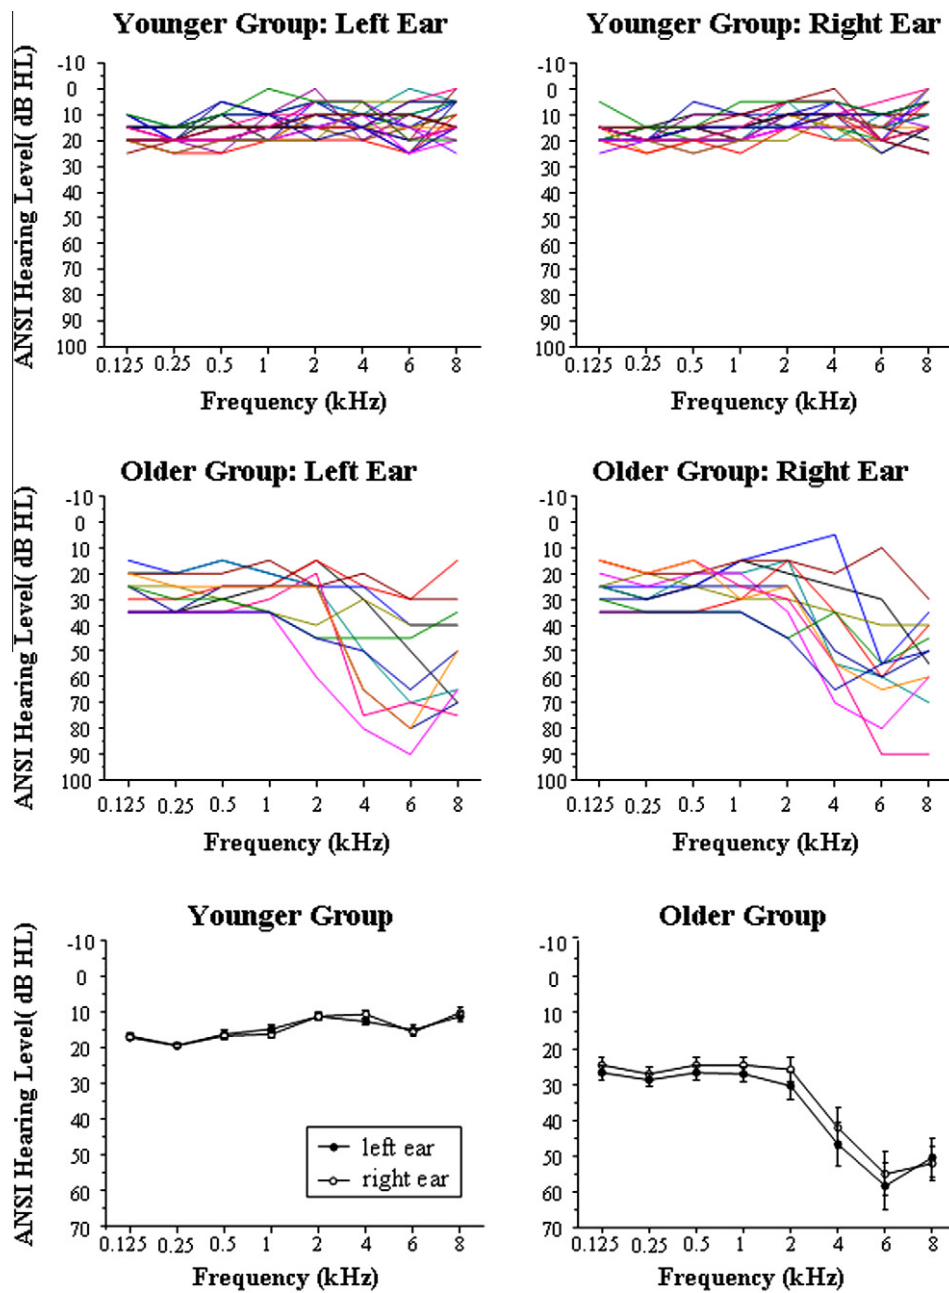 Younger Group: Left Ear
ANSI Hearing Level( dB HL)
-10
0
10
20
30
40
50
60
70
80
90
100
0.125 0.25 0.5 1 2 4 6 8
Frequency (kHz)
Younger Group: Right Ear
-10
0
10
20
30
40
50
60
70
80
90
100
0.125 0.25 0.5 1 2 4 6 8
Frequency (kHz)
Older Group: Left Ear
ANSI Hearing Level( dB HL)
-10
0
10
20
30
40
50
60
70
80
90
100
0.125 0.25 0.5 1 2 4 6 8
Frequency (kHz)
Older Group: Right Ear
-10
0
10
20
30
40
50
60
70
80
90
100
0.125 0.25 0.5 1 2 4 6 8
Frequency (kHz)
Younger Group
ANSI Hearing Level( dB HL)
-10
0
10
20
30
40
50
60
70
left ear
right ear
0.125 0.25 0.5 1 2 4 6 8
Frequency (kHz)
Older Group
-10
0
10
20
30
40
50
60
70
0.125 0.25 0.5 1 2 4 6 8
Frequency (kHz)